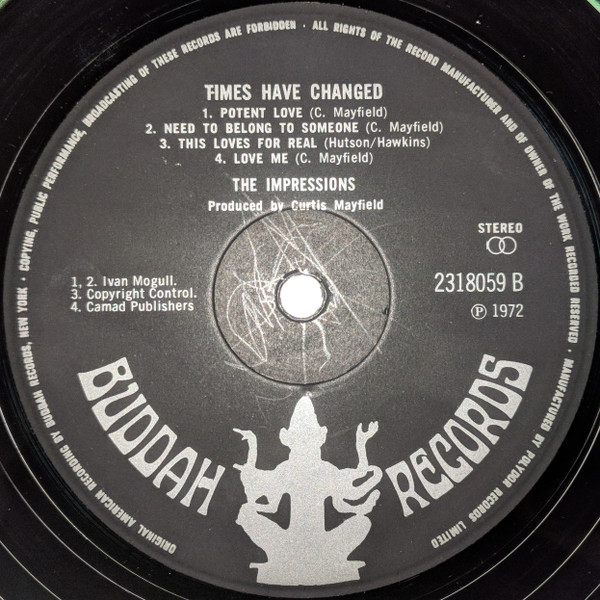 TIMES HAVE CHANGED
1. POTENT LOVE (C. Mayfield)
2. NEED TO BELONG TO SOMEONE (C. Mayfield)
3. THIS LOVES FOR REAL (Hutson/Hawkins)
4. LOVE ME (C. Mayfield)
THE IMPRESSIONS
Produced by Curtis Mayfield
STEREO
1, 2. Ivan Mogull.
3. Copyright Control.
4. Camad Publishers
2318059 B
Ⓟ 1972
BUDDAH RECORDS
ORIGINAL AMERICAN RECORDING BY BUDDAH RECORDS, NEW YORK · COPYING, PUBLIC PERFORMANCE, BROADCASTING OF THESE RECORDS ARE FORBIDDEN · ALL RIGHTS OF THE RECORD MANUFACTURED AND OF OWNER OF THE WORK RECORDED RESERVED · MANUFACTURED BY POLYDOR RECORDS LIMITED